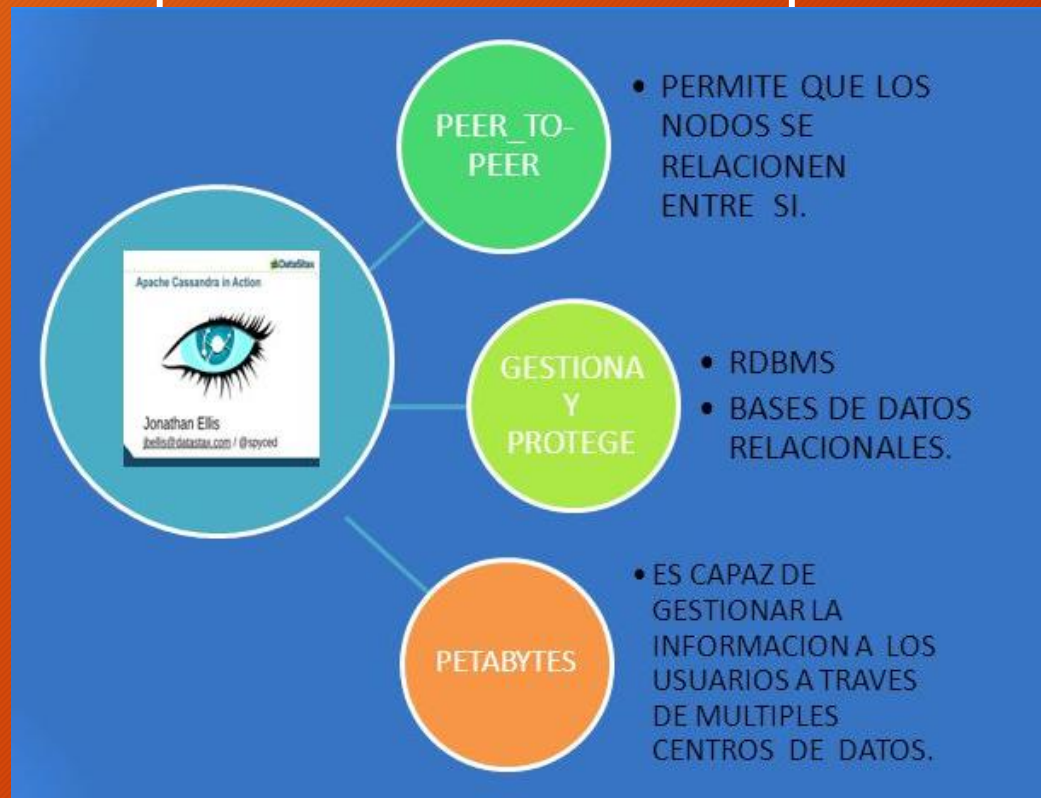 DataStax
Apache Cassandra in Action
Jonathan Ellis
jbellis@datastax.com / @spyced
PEER_TO-
PEER
• PERMITE QUE LOS
NODOS SE
RELACIONEN
ENTRE SI.
GESTIONA
Y
PROTEGE
• RDBMS
• BASES DE DATOS
RELACIONALES.
PETABYTES
• ES CAPAZ DE
GESTIONAR LA
INFORMACION A LOS
USUARIOS A TRAVES
DE MULTIPLES
CENTROS DE DATOS.